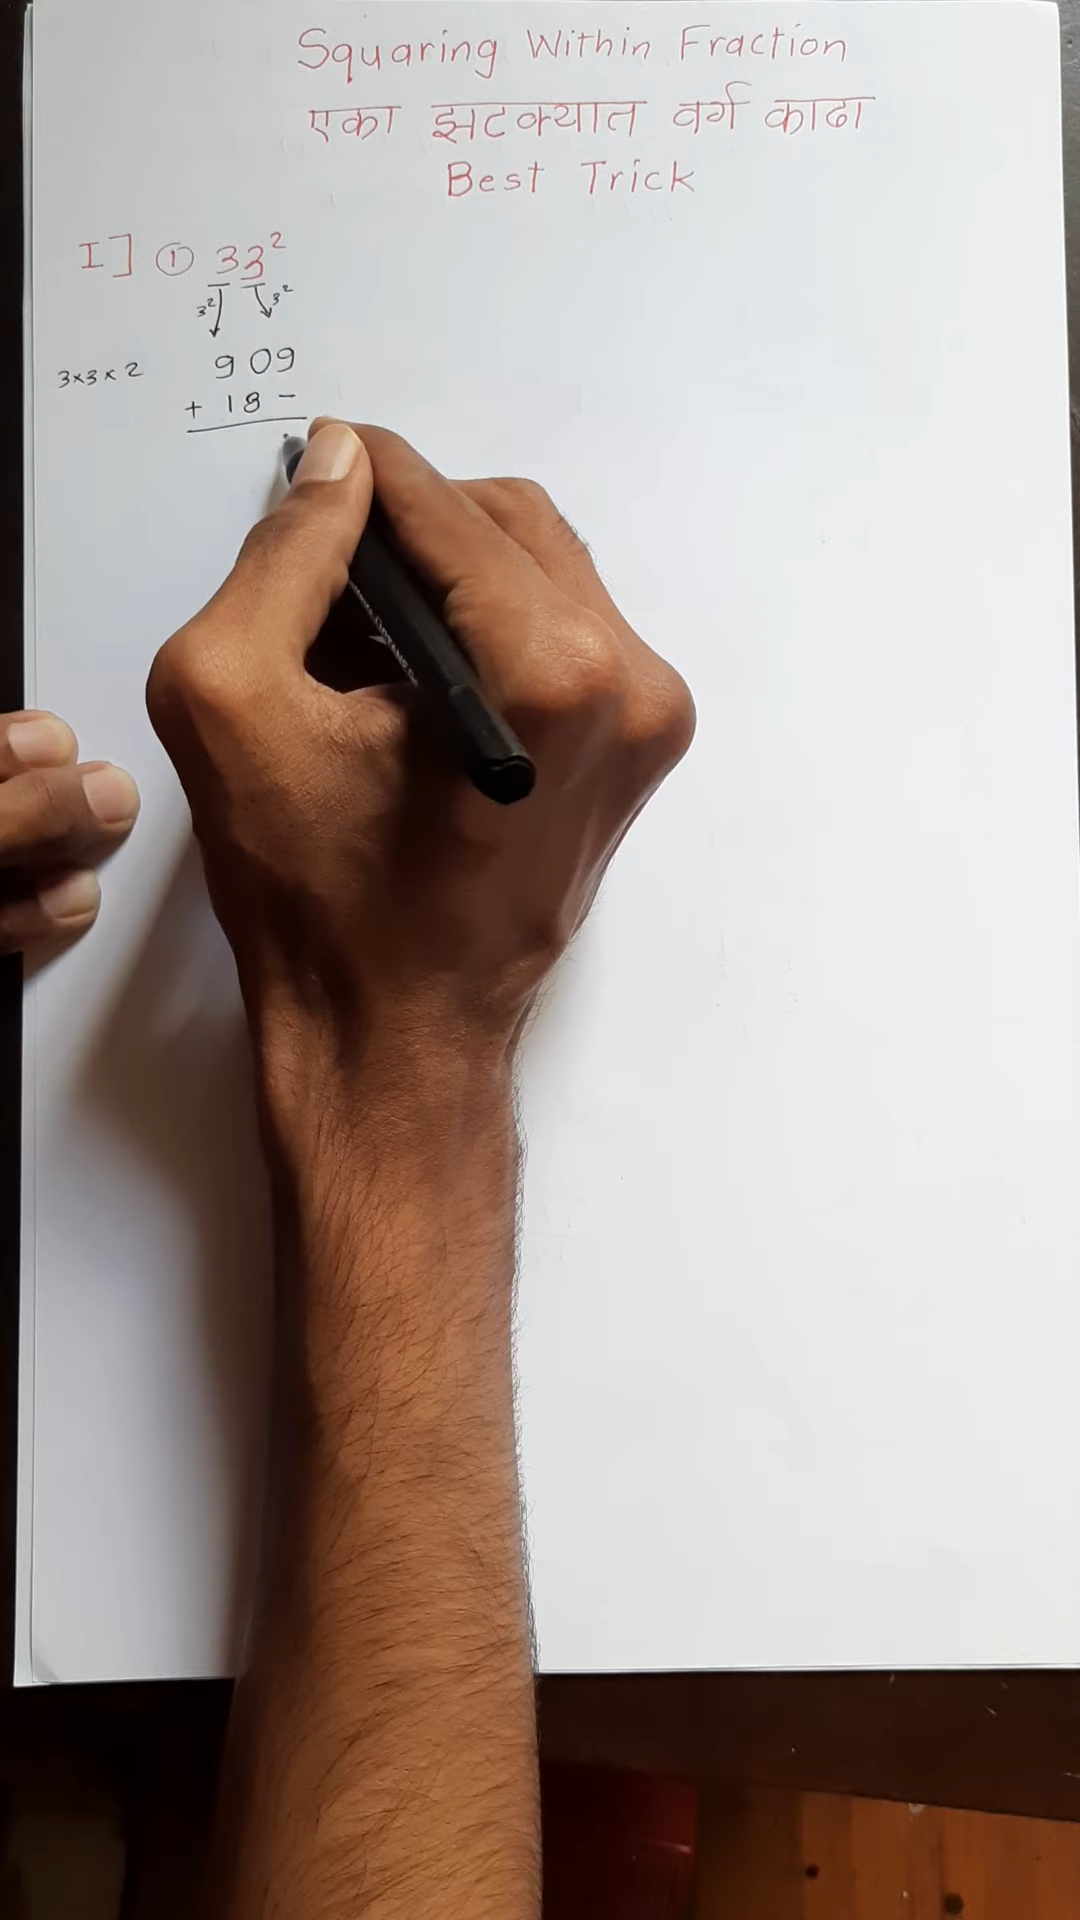 Squaring Within Fraction
एका झटक्यात वर्ग काढा
Best Trick
I] ① 33²
3² 3²
909
3×3×2
+ 18 -